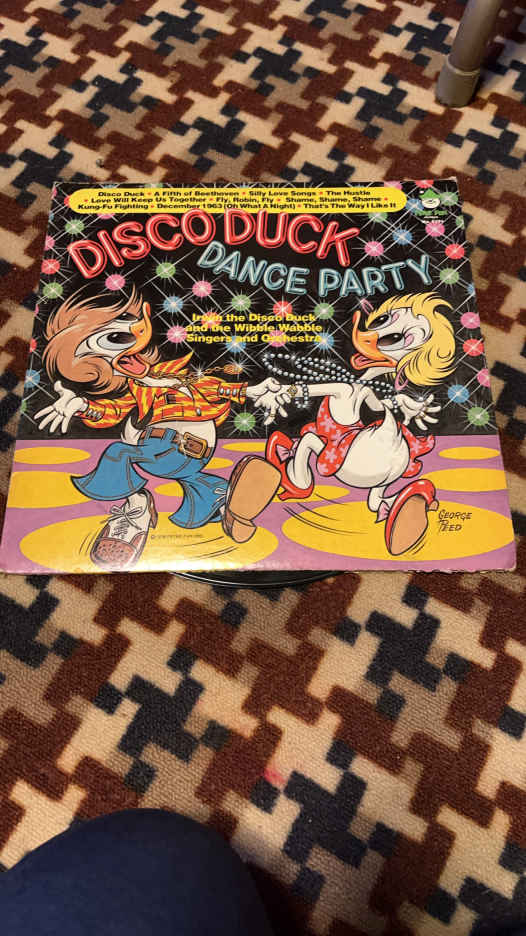 Disco Duck • A Fifth of Beethoven • Silly Love Songs • The Hustle
• Love Will Keep Us Together • Fly, Robin, Fly • Shame, Shame, Shame •
Kung-Fu Fighting • December 1963 (Oh What A Night) • That's The Way I Like It
DISCO DUCK
DANCE PARTY
Irwin the Disco Duck
and the Wibble Wabble
Singers and Orchestra
GEORGE
PEED